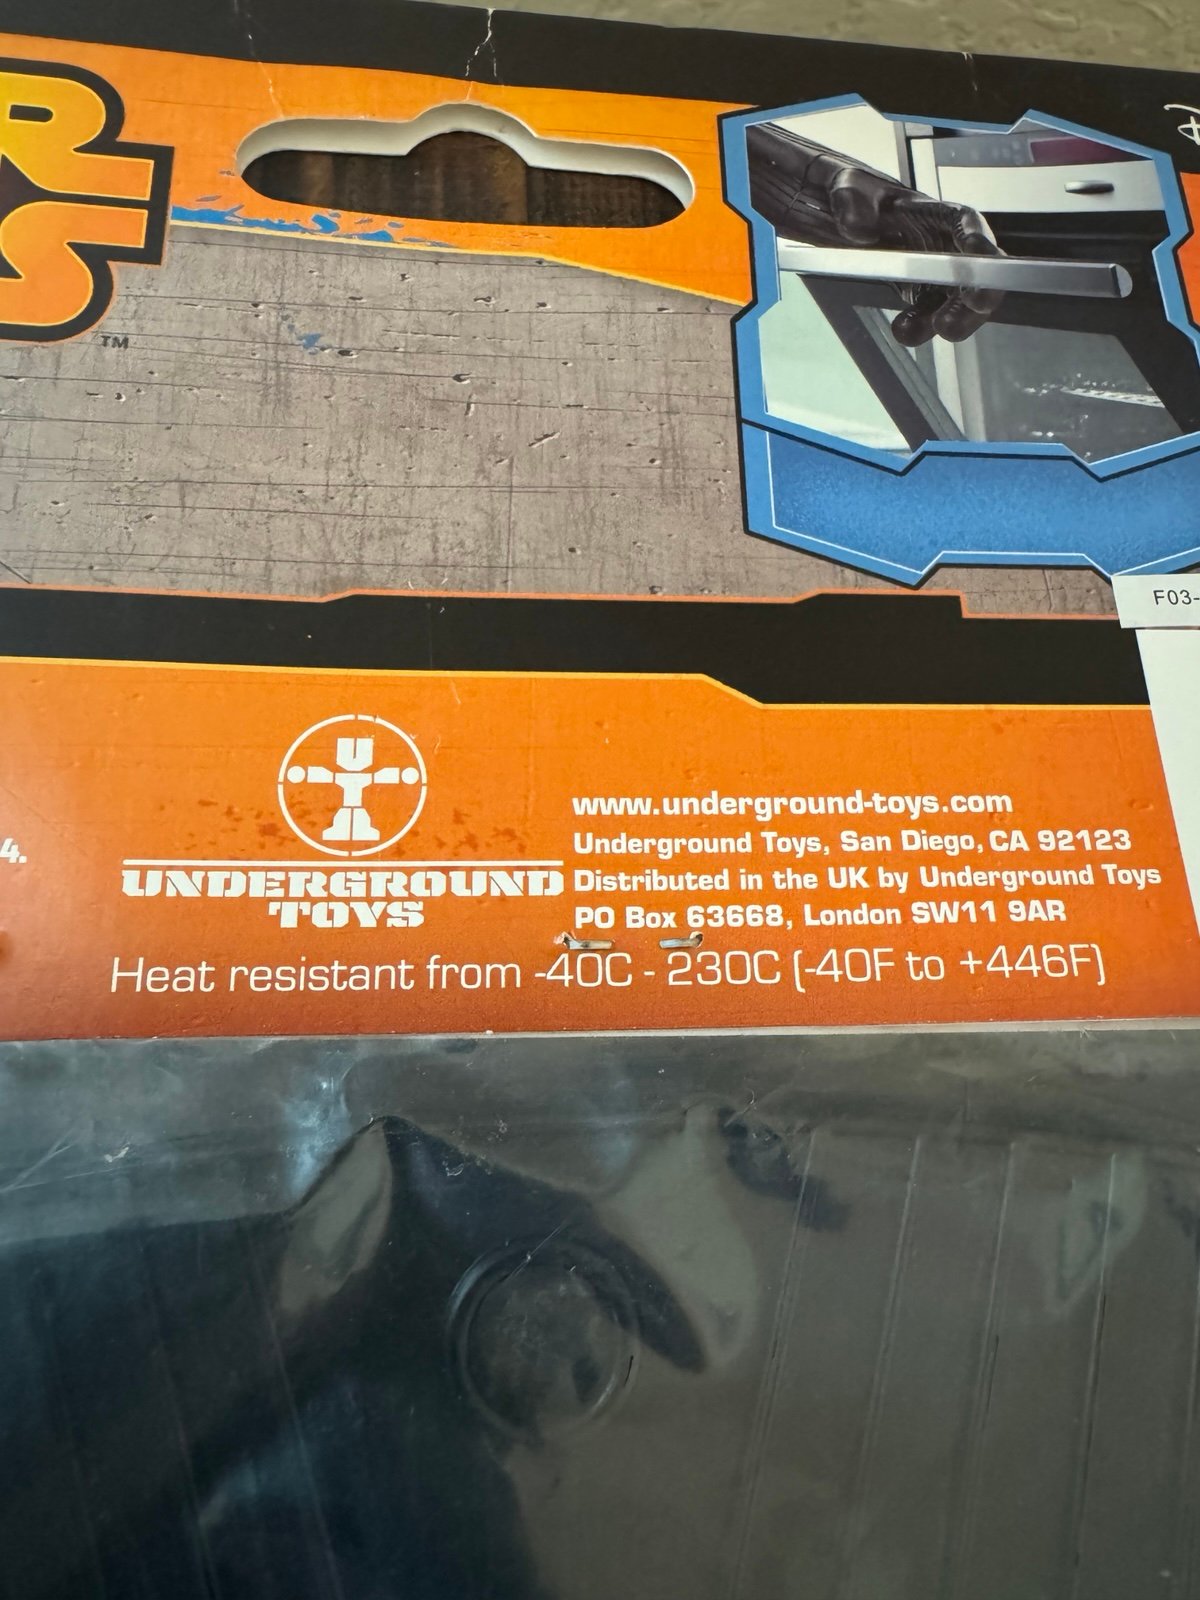 TM
F03-
4.
U
UNDERGROUND
TOYS
www.underground-toys.com
Underground Toys, San Diego, CA 92123
Distributed in the UK by Underground Toys
PO Box 63668, London SW11 9AR
Heat resistant from -40C - 230C (-40F to +446F)